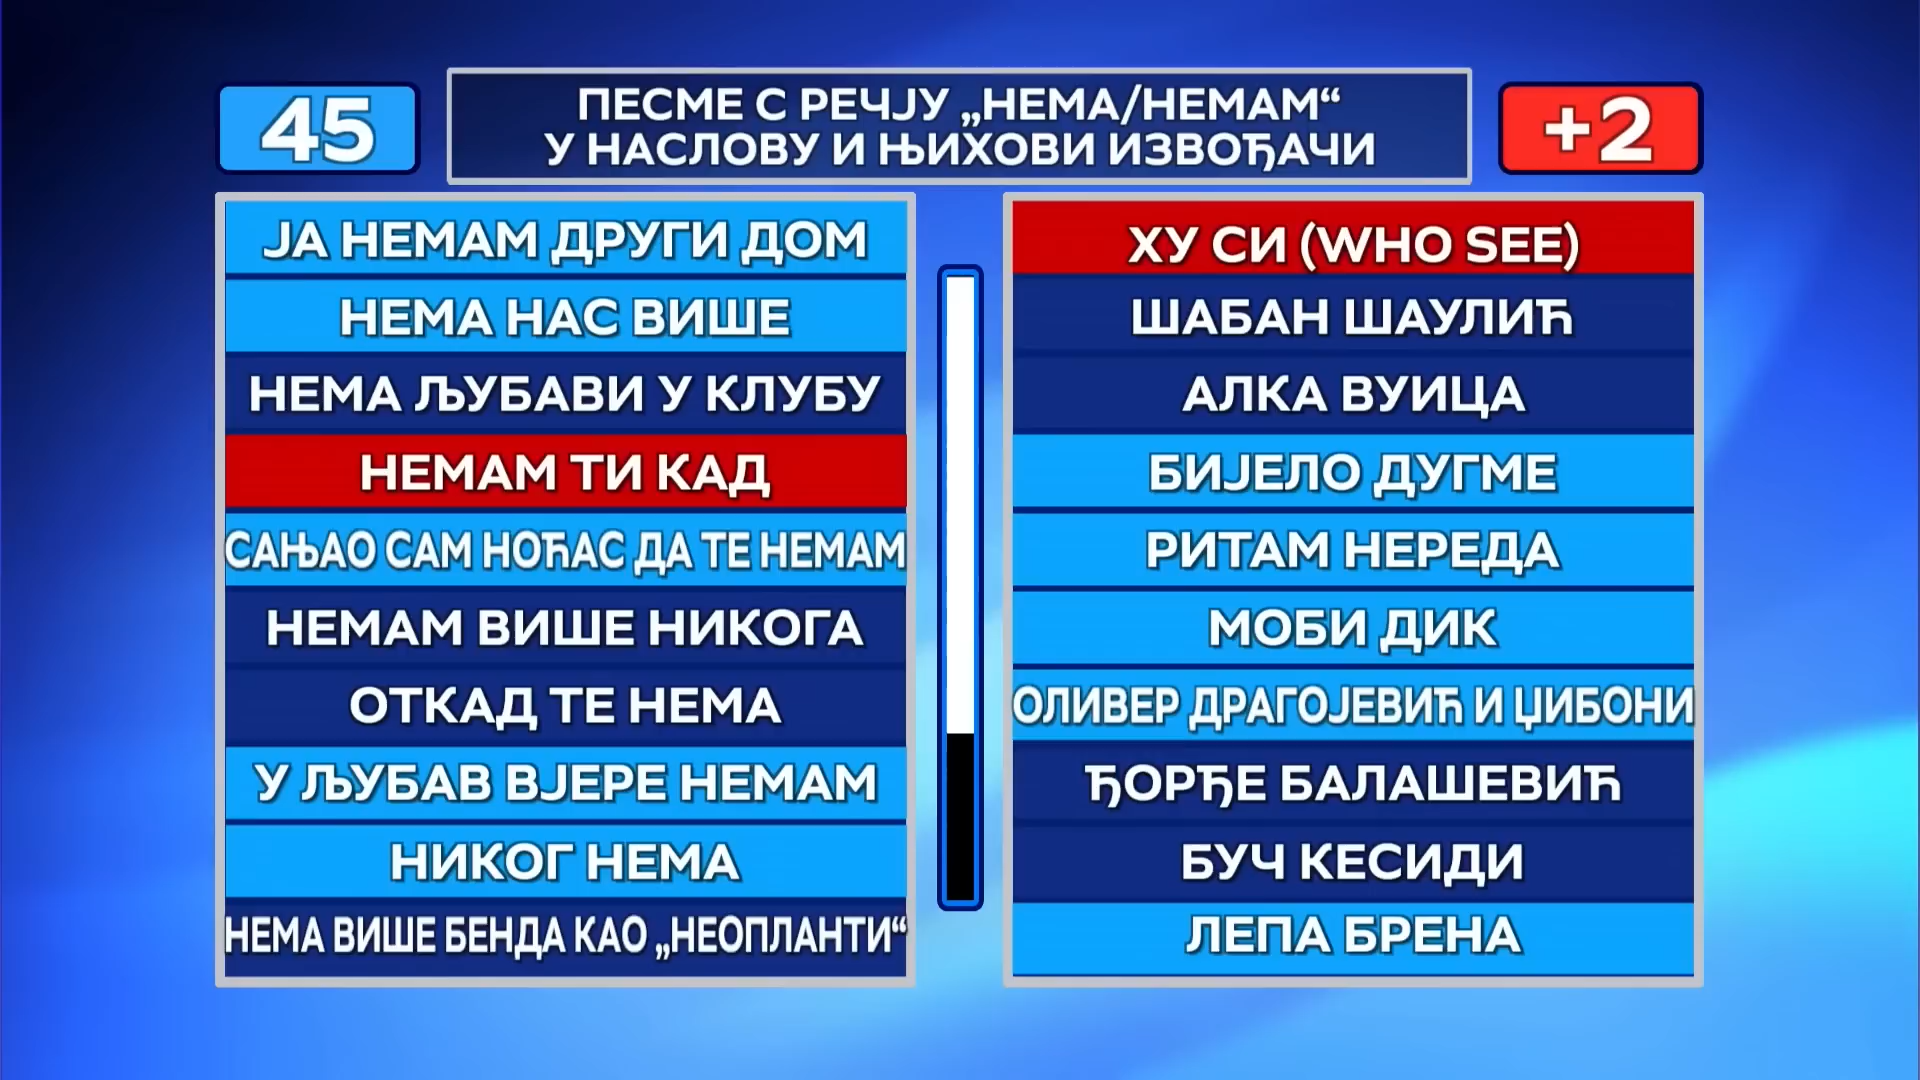 45
ПЕСМЕ С РЕЧЈУ „НЕМА/НЕМАМ“
У НАСЛОВУ И ЊИХОВИ ИЗВОЂАЧИ
+2
ЈА НЕМАМ ДРУГИ ДОМ
НЕМА НАС ВИШЕ
НЕМА ЉУБАВИ У КЛУБУ
НЕМАМ ТИ КАД
САЊАО САМ НОЋАС ДА ТЕ НЕМАМ
НЕМАМ ВИШЕ НИКОГА
ОТКАД ТЕ НЕМА
У ЉУБАВ ВЈЕРЕ НЕМАМ
НИКОГ НЕМА
НЕМА ВИШЕ БЕНДА КАО „НЕОПЛАНТИ“
ХУ СИ (WHO SEE)
ШАБАН ШАУЛИЋ
АЛКА ВУИЦА
БИЈЕЛО ДУГМЕ
РИТАМ НЕРЕДА
МОБИ ДИК
ОЛИВЕР ДРАГОЈЕВИЋ И ЏИБОНИ
ЂОРЂЕ БАЛАШЕВИЋ
БУЧ КЕСИДИ
ЛЕПА БРЕНА